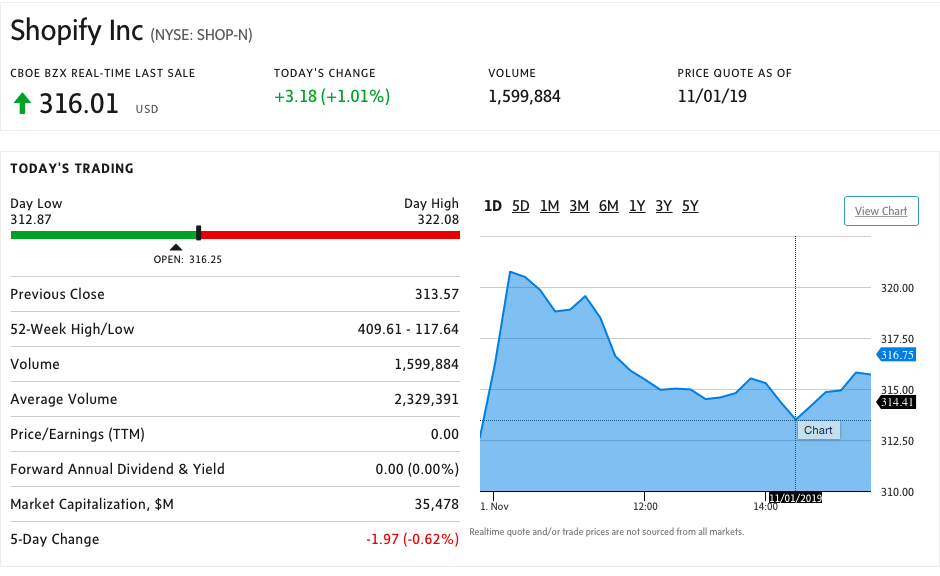 Shopify Inc (NYSE: SHOP-N)
CBOE BZX REAL-TIME LAST SALE
316.01 USD
TODAY'S CHANGE
+3.18 (+1.01%)
VOLUME
1,599,884
PRICE QUOTE AS OF
11/01/19
TODAY'S TRADING
Day Low
312.87
Day High
322.08
OPEN: 316.25
Previous Close 313.57
52-Week High/Low 409.61 - 117.64
Volume 1,599,884
Average Volume 2,329,391
Price/Earnings (TTM) 0.00
Forward Annual Dividend & Yield 0.00 (0.00%)
Market Capitalization, $M 35,478
5-Day Change -1.97 (-0.62%)
1D 5D 1M 3M 6M 1Y 3Y 5Y
View Chart
320.00
317.50
316.75
315.00
314.41
Chart
312.50
310.00
1. Nov 12:00 14:00 11/01/2019
Realtime quote and/or trade prices are not sourced from all markets.